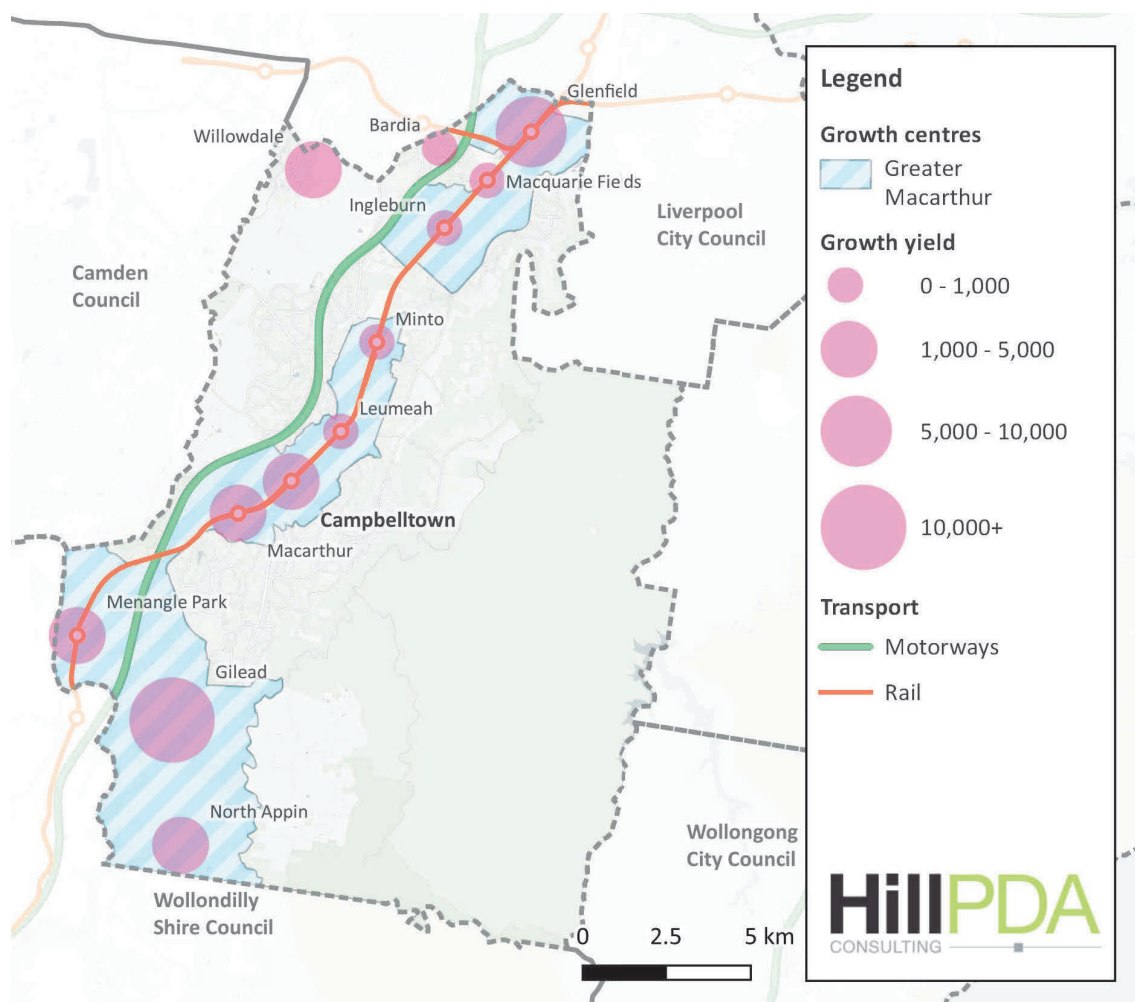 Glenfield
Bardia
Willowdale
Macquarie Fields
Ingleburn
Liverpool
City Council
Camden
Council
Minto
Leumeah
Campbelltown
Macarthur
Menangle Park
Gilead
North Appin
Wollongong
City Council
Wollondilly
Shire Council
0 2.5 5 km
Legend
Growth centres
Greater
Macarthur
Growth yield
0 - 1,000
1,000 - 5,000
5,000 - 10,000
10,000+
Transport
Motorways
Rail
HillPDA
CONSULTING